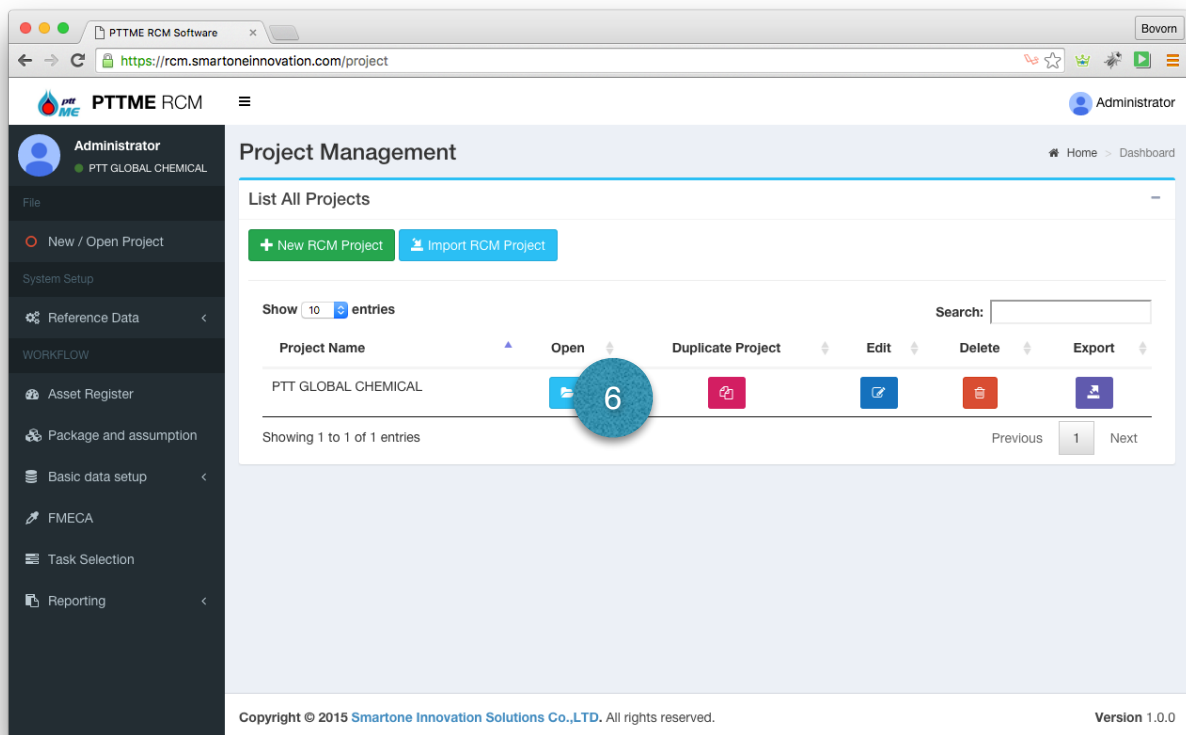 PTTME RCM Software
Bovorn
https://rcm.smartoneinnovation.com/project
ptt ME PTTME RCM
Administrator
Administrator
PTT GLOBAL CHEMICAL
File
New / Open Project
System Setup
Reference Data
WORKFLOW
Asset Register
Package and assumption
Basic data setup
FMECA
Task Selection
Reporting
Project Management
Home > Dashboard
List All Projects
New RCM Project
Import RCM Project
Show 10 entries
Search:
Project Name Open Duplicate Project Edit Delete Export
PTT GLOBAL CHEMICAL
6
Showing 1 to 1 of 1 entries
Previous 1 Next
Copyright © 2015 Smartone Innovation Solutions Co.,LTD. All rights reserved.
Version 1.0.0